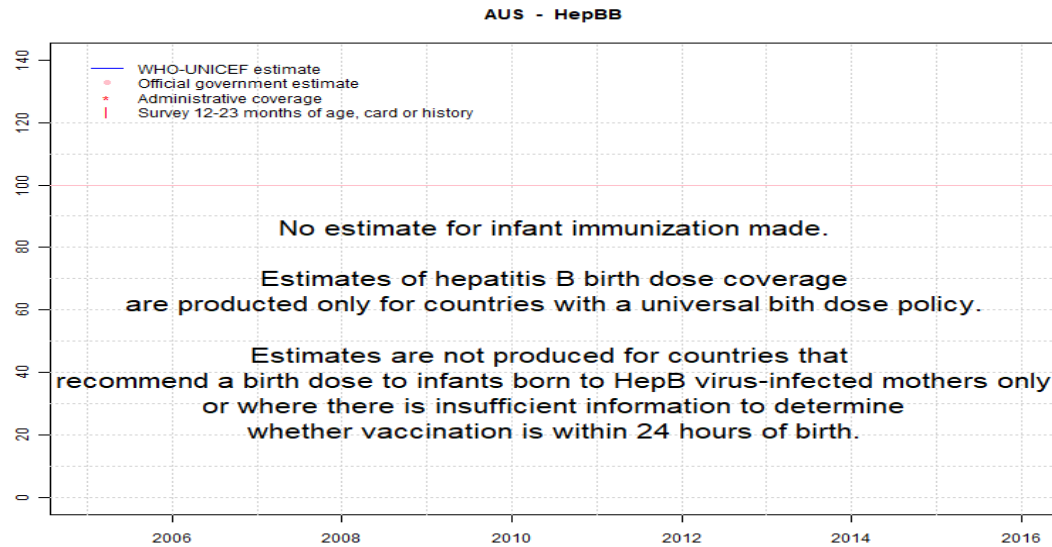 AUS - HepBB
WHO-UNICEF estimate
Official government estimate
Administrative coverage
Survey 12-23 months of age, card or history
140
120
100
80
60
40
20
0
No estimate for infant immunization made.
Estimates of hepatitis B birth dose coverage
are producted only for countries with a universal bith dose policy.
Estimates are not produced for countries that
recommend a birth dose to infants born to HepB virus-infected mothers only
or where there is insufficient information to determine
whether vaccination is within 24 hours of birth.
2006 2008 2010 2012 2014 2016